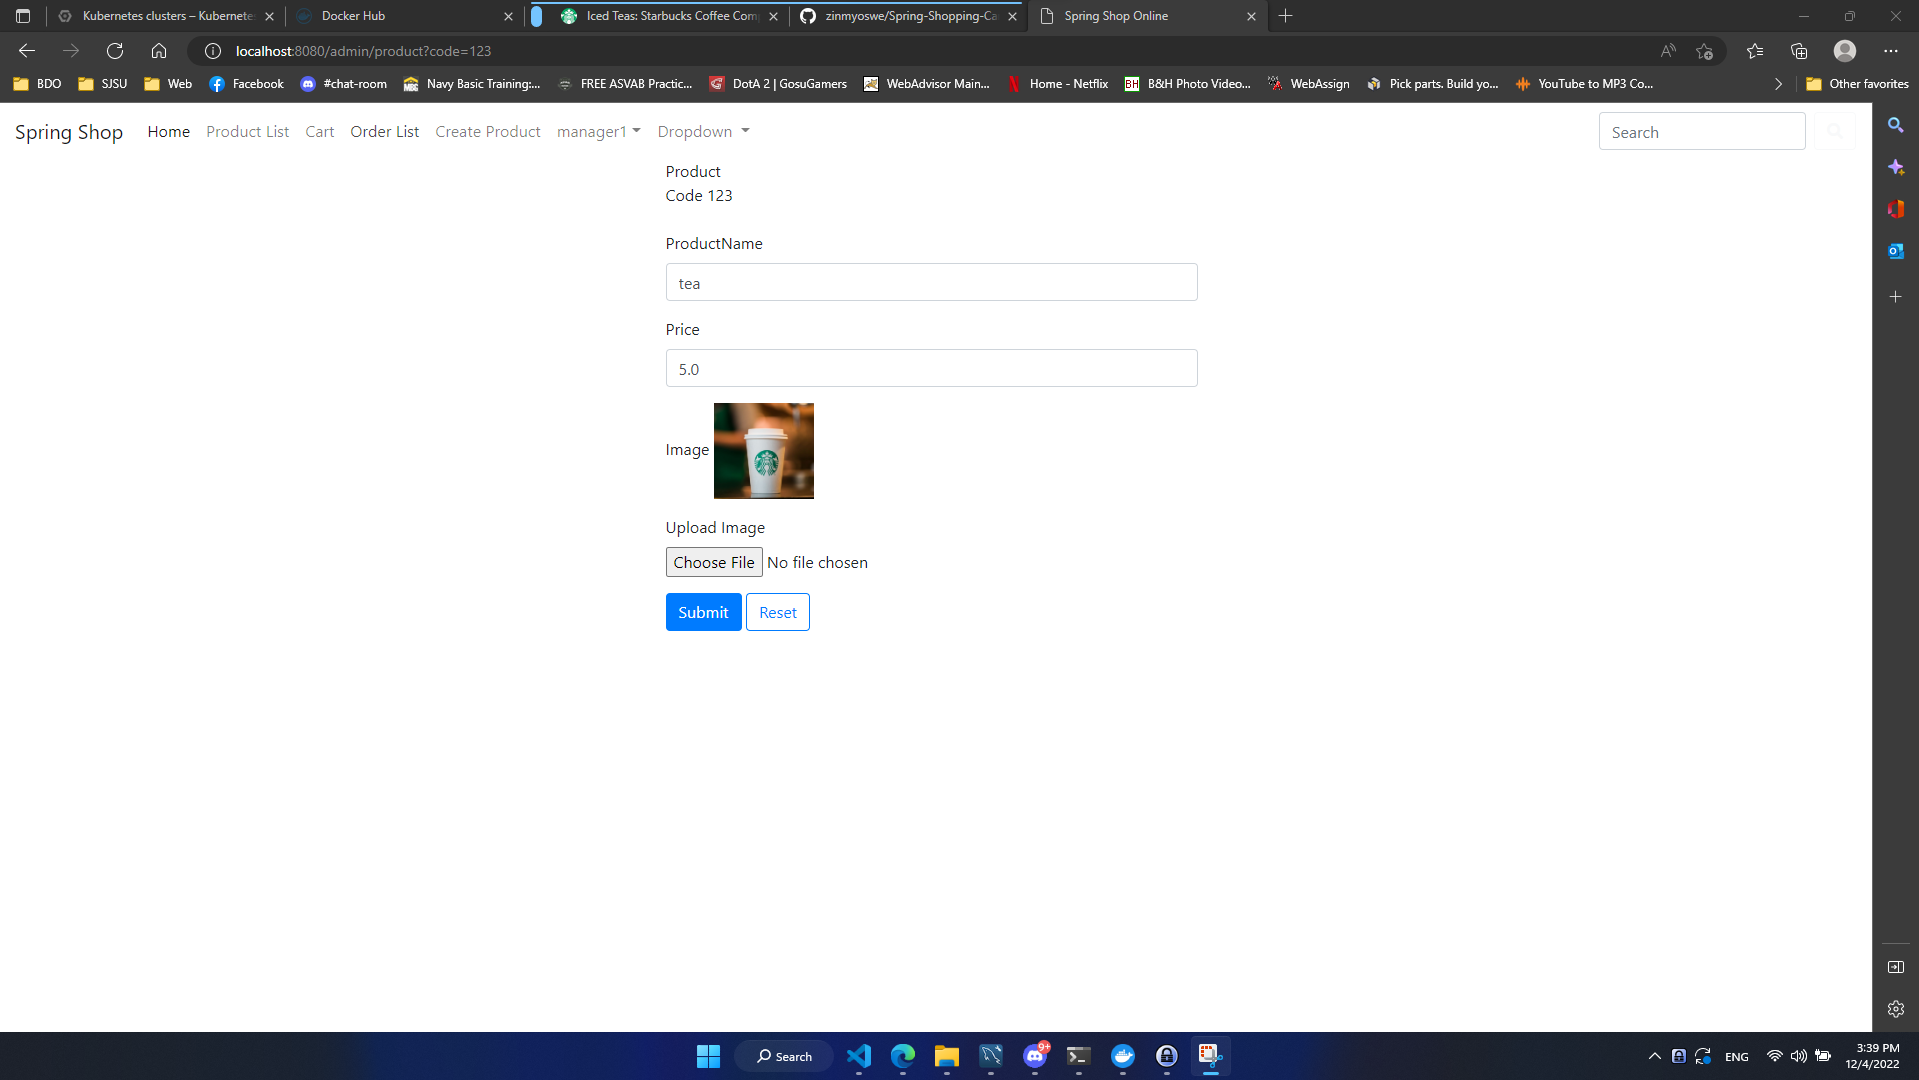 Kubernetes clusters – Kubernetes
Docker Hub
Iced Teas: Starbucks Coffee Comp
zinmyoswe/Spring-Shopping-Ca
Spring Shop Online
localhost:8080/admin/product?code=123
BDO
SJSU
Web
Facebook
#chat-room
Navy Basic Training:...
FREE ASVAB Practic...
DotA 2 | GosuGamers
WebAdvisor Main...
Home - Netflix
B&H Photo Video...
WebAssign
Pick parts. Build yo...
YouTube to MP3 Co...
Other favorites
Spring Shop
Home
Product List
Cart
Order List
Create Product
manager1
Dropdown
Search
Product
Code 123
ProductName
tea
Price
5.0
Image
Upload Image
Choose File No file chosen
Submit
Reset
Search
9+
ENG
3:39 PM
12/4/2022